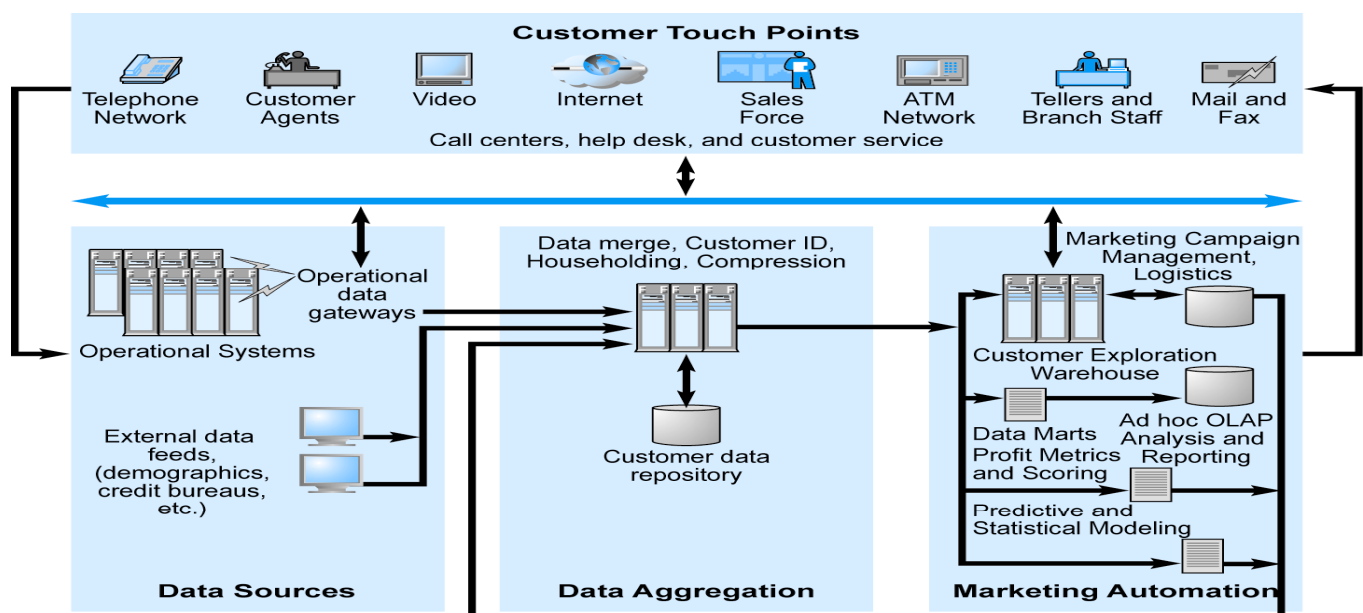 Customer Touch Points
Telephone
Network
Customer
Agents
Video
Internet
Sales
Force
ATM
Network
Tellers and
Branch Staff
Mail and
Fax
Call centers, help desk, and customer service
Operational
data
gateways
Operational Systems
External data
feeds,
(demographics,
credit bureaus,
etc.)
Data Sources
Data merge, Customer ID,
Householding, Compression
Customer data
repository
Data Aggregation
Marketing Campaign
Management,
Logistics
Customer Exploration
Warehouse
Data Marts
Profit Metrics
and Scoring
Ad hoc OLAP
Analysis and
Reporting
Predictive and
Statistical Modeling
Marketing Automation